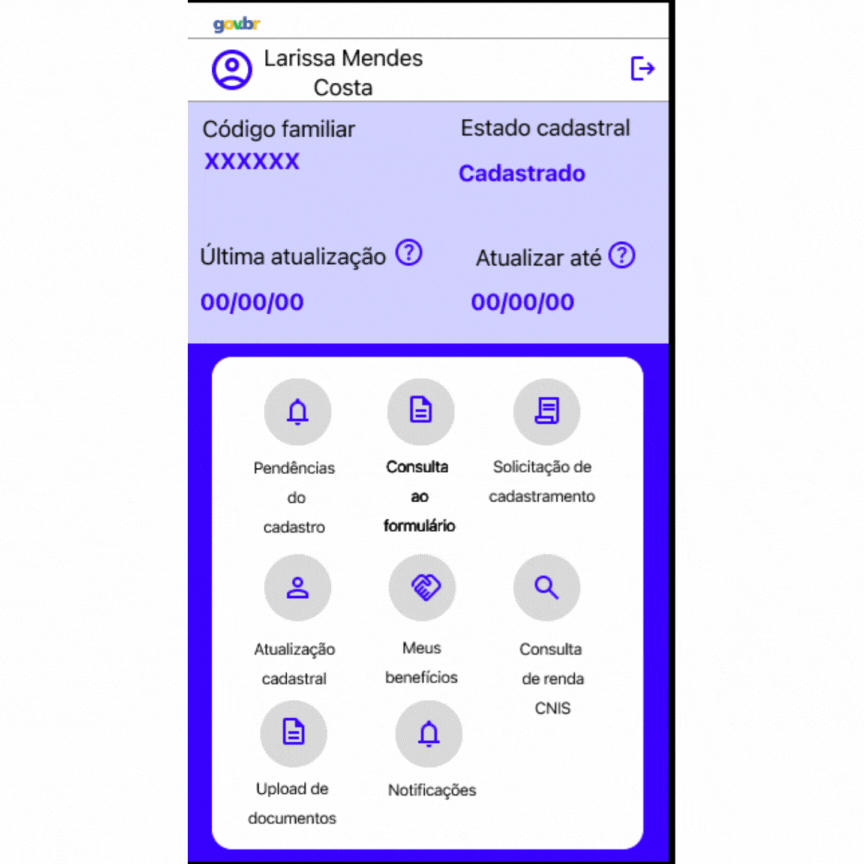 gov.br
Larissa Mendes
Costa
Código familiar
XXXXXX
Estado cadastral
Cadastrado
Última atualização ?
00/00/00
Atualizar até ?
00/00/00
Pendências
do
cadastro
Consulta
ao
formulário
Solicitação de
cadastramento
Atualização
cadastral
Meus
benefícios
Consulta
de renda
CNIS
Upload de
documentos
Notificações